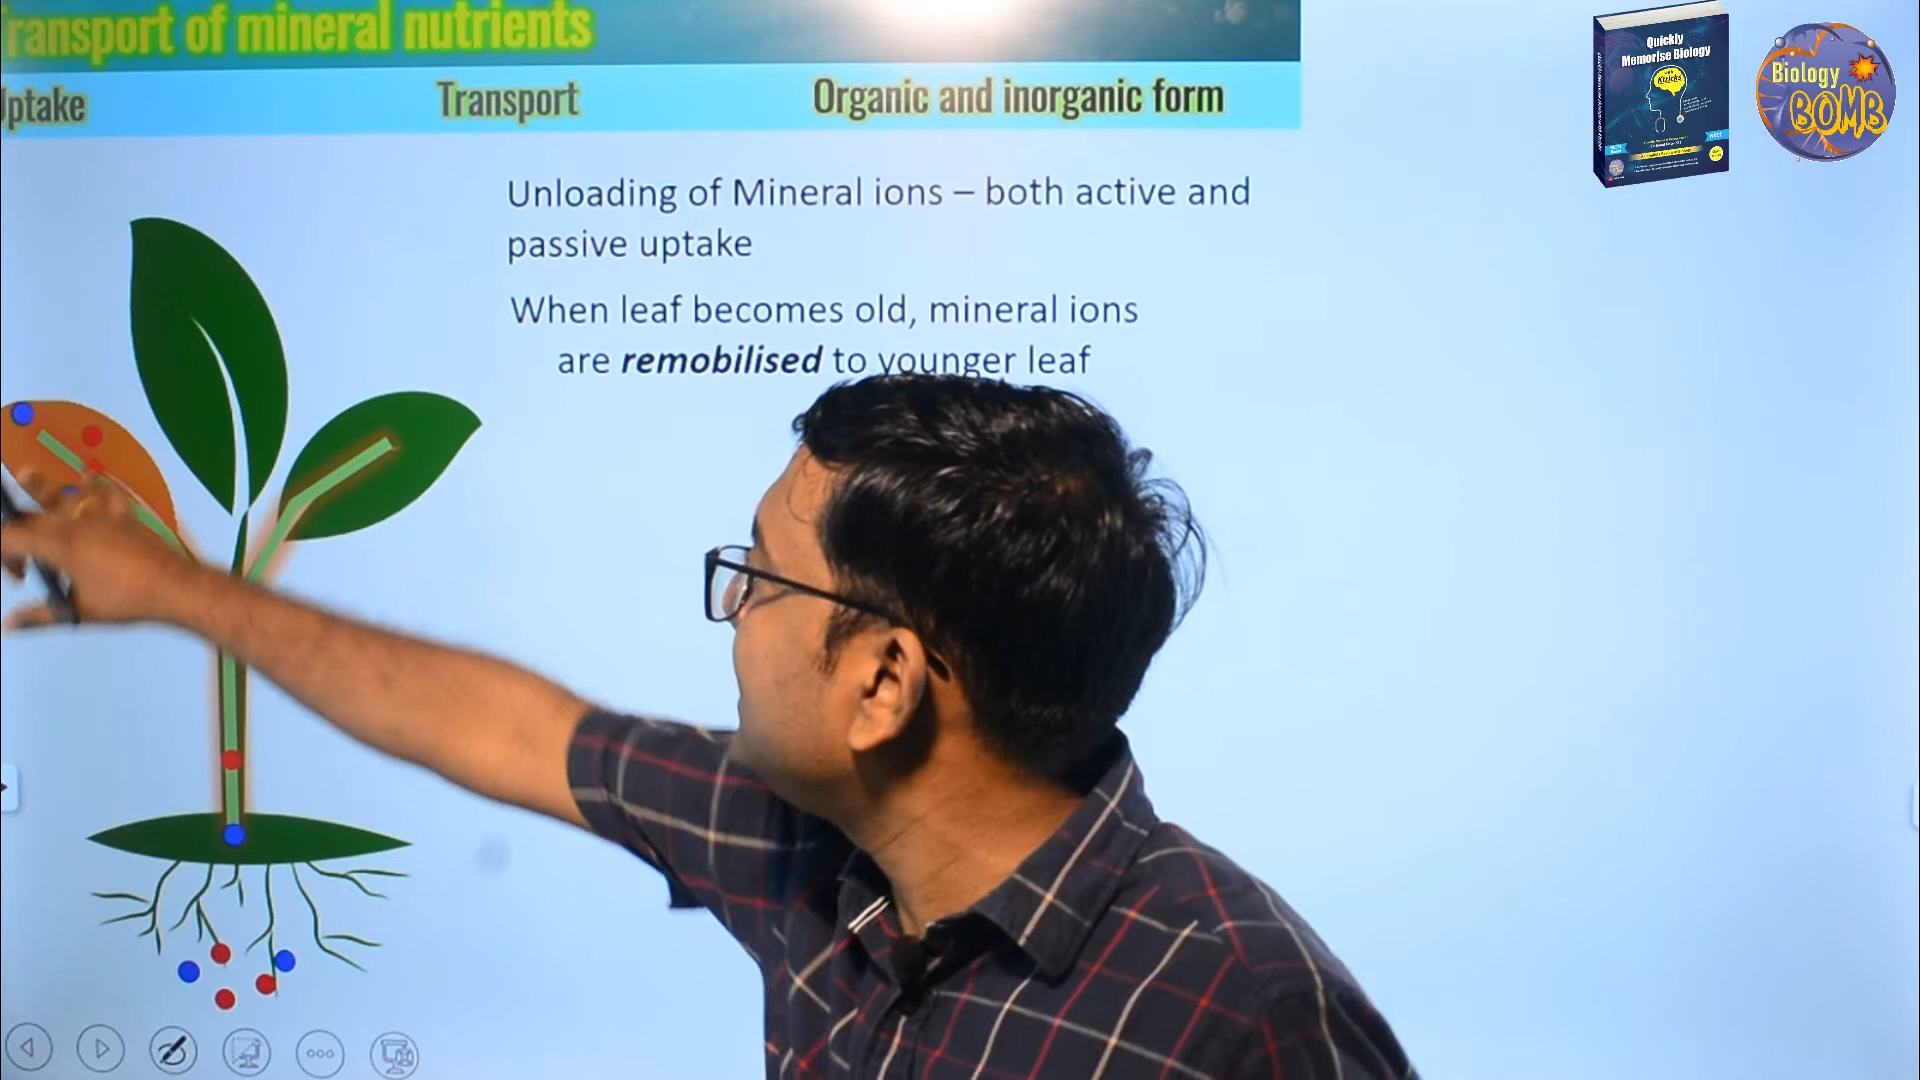 ransport of mineral nutrients
Uptake
Transport
Organic and inorganic form
Unloading of Mineral ions – both active and
passive uptake
When leaf becomes old, mineral ions
are remobilised to younger leaf
Quickly
Memorise Biology
Biology
BOMB